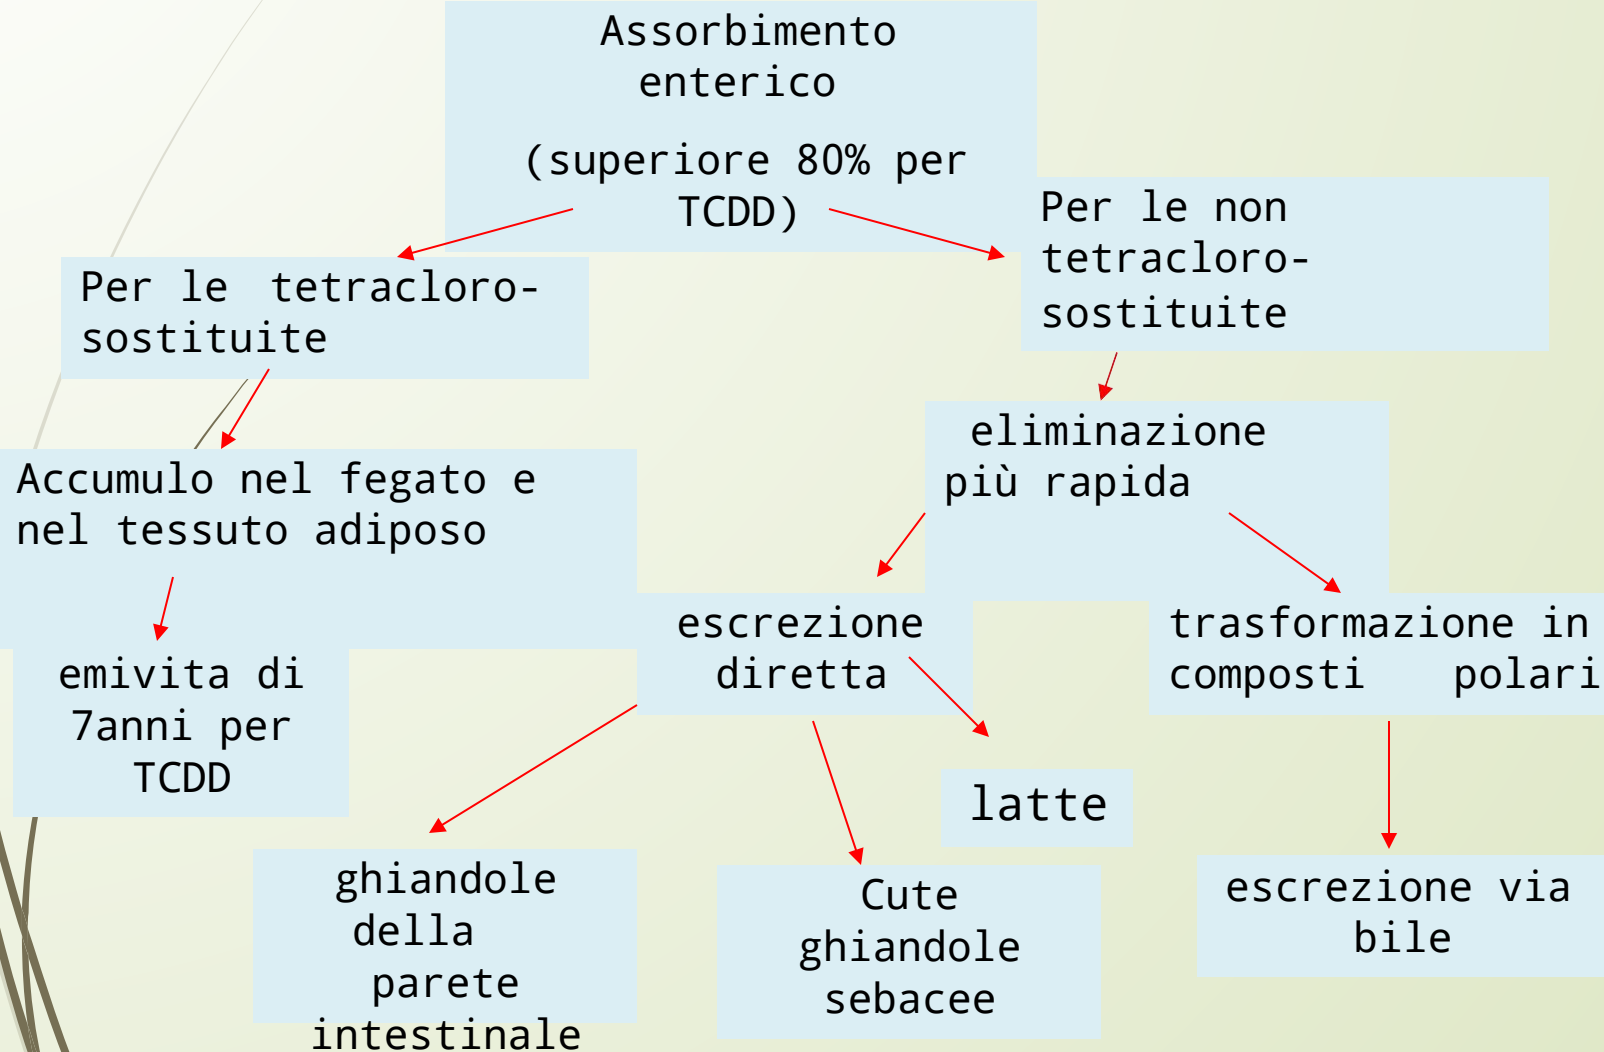 Assorbimento
enterico
(superiore 80% per
TCDD)
Per le tetracloro-
sostituite
Per le non
tetracloro-
sostituite
Accumulo nel fegato e
nel tessuto adiposo
eliminazione
più rapida
emivita di
7anni per
TCDD
escrezione
diretta
trasformazione in
composti polari
latte
ghiandole
della
parete
intestinale
Cute
ghiandole
sebacee
escrezione via
bile